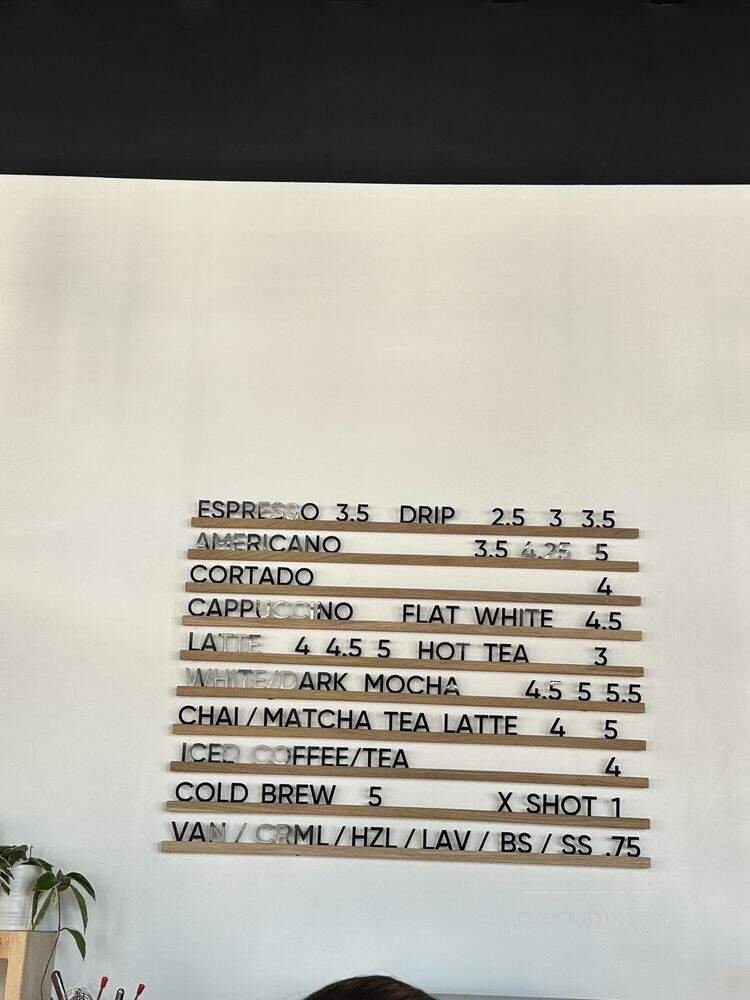 ESPRESSO 3.5 DRIP 2.5 3 3.5
AMERICANO 3.5 4.25 5
CORTADO 4
CAPPUCCINO FLAT WHITE 4.5
LATTE 4 4.5 5 HOT TEA 3
WHITE/DARK MOCHA 4.5 5 5.5
CHAI/MATCHA TEA LATTE 4 5
ICED COFFEE/TEA 4
COLD BREW 5 X SHOT 1
VAN/CRML/HZL/LAV/BS/SS .75